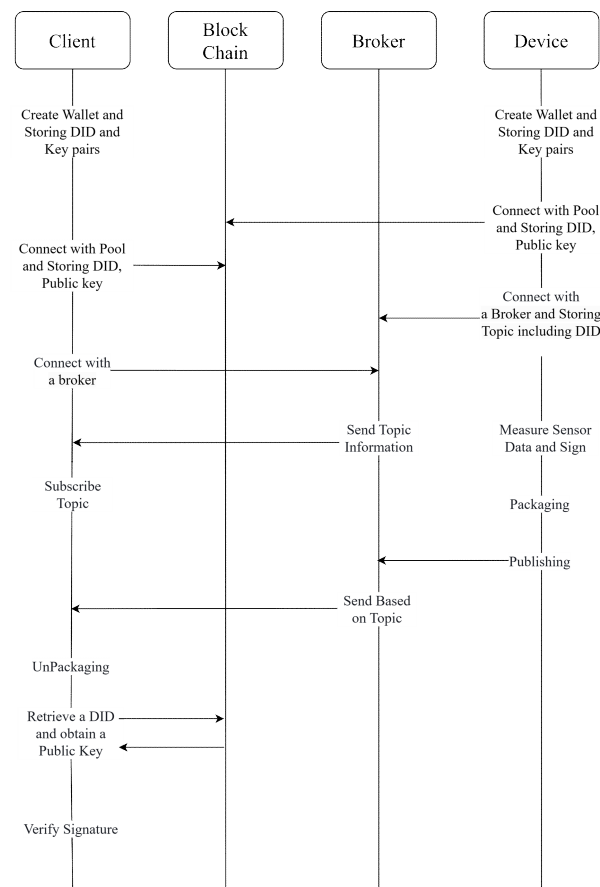 Client
Block
Chain
Broker
Device
Create Wallet and
Storing DID and
Key pairs
Create Wallet and
Storing DID and
Key pairs
Connect with Pool
and Storing DID,
Public key
Connect with Pool
and Storing DID,
Public key
Connect with
a Broker and Storing
Topic including DID
Connect with
a broker
Send Topic
Information
Measure Sensor
Data and Sign
Subscribe
Topic
Packaging
Publishing
Send Based
on Topic
UnPackaging
Retrieve a DID
and obtain a
Public Key
Verify Signature